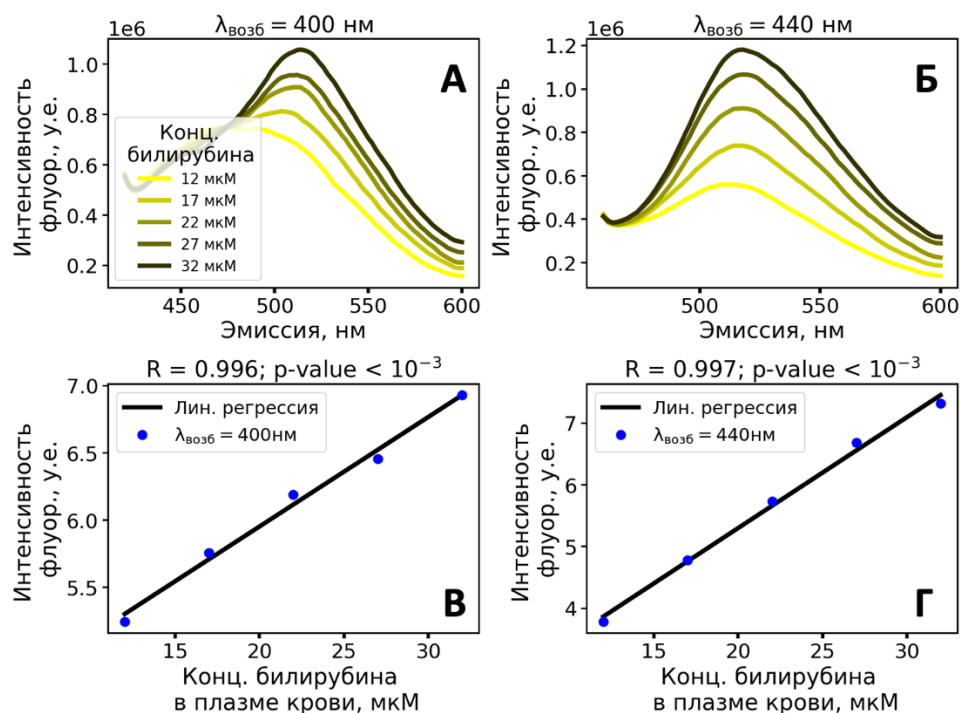 λвозб = 400 нм
1e6
Интенсивность
флуор., у.е.
1.0
0.8
0.6
0.4
0.2
А
Конц.
билирубина
12 мкМ
17 мкМ
22 мкМ
27 мкМ
32 мкМ
450
500
550
600
Эмиссия, нм
λвозб = 440 нм
1e6
Интенсивность
флуор., у.е.
1.2
1.0
0.8
0.6
0.4
0.2
Б
500
550
600
Эмиссия, нм
R = 0.996; p-value < 10⁻³
Интенсивность
флуор., у.е.
7.0
6.5
6.0
5.5
Лин. регрессия
λвозб = 400нм
В
15
20
25
30
Конц. билирубина
в плазме крови, мкМ
R = 0.997; p-value < 10⁻³
Интенсивность
флуор., у.е.
7
6
5
4
Лин. регрессия
λвозб = 440нм
Г
15
20
25
30
Конц. билирубина
в плазме крови, мкМ